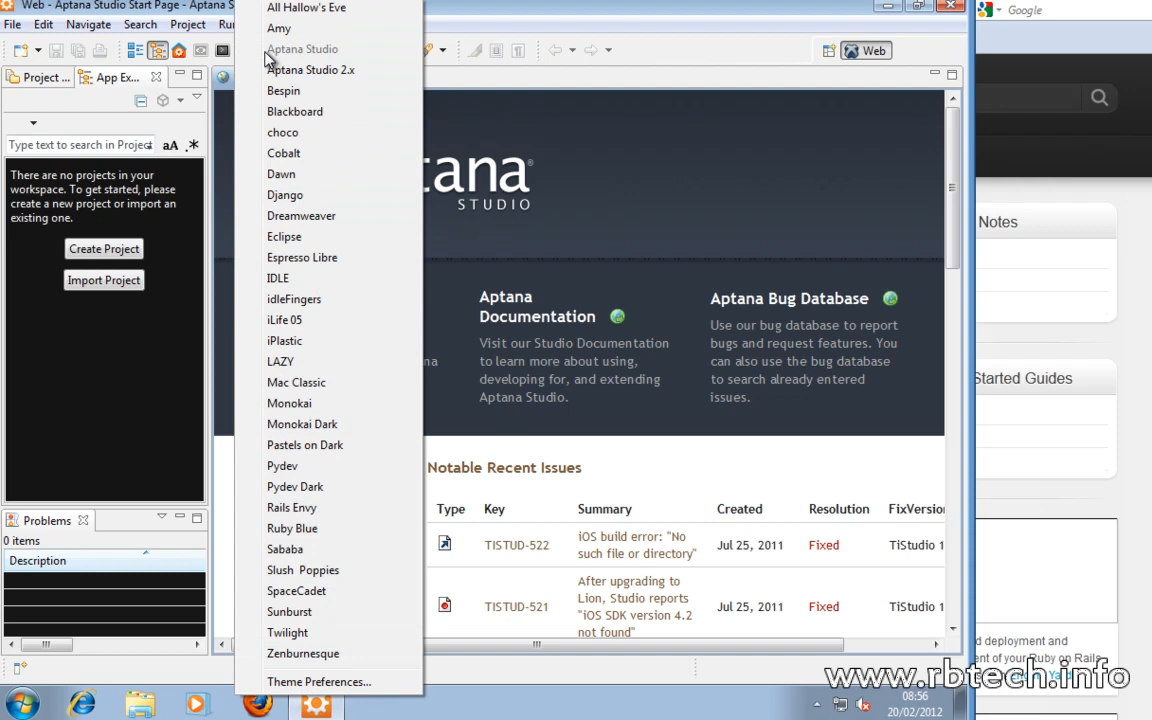 Web - Aptana Studio Start Page - Aptana S
File Edit Navigate Search Project Ru
Google
Project ... App Ex...
Web
Type text to search in Project aA .*
There are no projects in your
workspace. To get started, please
create a new project or import an
existing one.
Create Project
Import Project
Problems
0 items
Description
All Hallow's Eve
Amy
Aptana Studio
Aptana Studio 2.x
Bespin
Blackboard
choco
Cobalt
Dawn
Django
Dreamweaver
Eclipse
Espresso Libre
IDLE
idleFingers
iLife 05
iPlastic
LAZY
Mac Classic
Monokai
Monokai Dark
Pastels on Dark
Pydev
Pydev Dark
Rails Envy
Ruby Blue
Sababa
Slush Poppies
SpaceCadet
Sunburst
Twilight
Zenburnesque
Theme Preferences...
tana®
STUDIO
na
Aptana
Documentation
Visit our Studio Documentation
to learn more about using,
developing for, and extending
Aptana Studio.
Aptana Bug Database
Use our bug database to report
bugs and request features. You
can also use the bug database
to search already entered
issues.
Notable Recent Issues
Type Key Summary Created Resolution FixVersion
TISTUD-522 iOS build error: "No
such file or directory" Jul 25, 2011 Fixed TiStudio 1
TISTUD-521 After upgrading to
Lion, Studio reports
"iOS SDK version 4.2
not found" Jul 25, 2011 Fixed TiStudio 1
Notes
Started Guides
d deployment and
ent of your Ruby on Rails
www.rbtech.info
08:56
20/02/2012